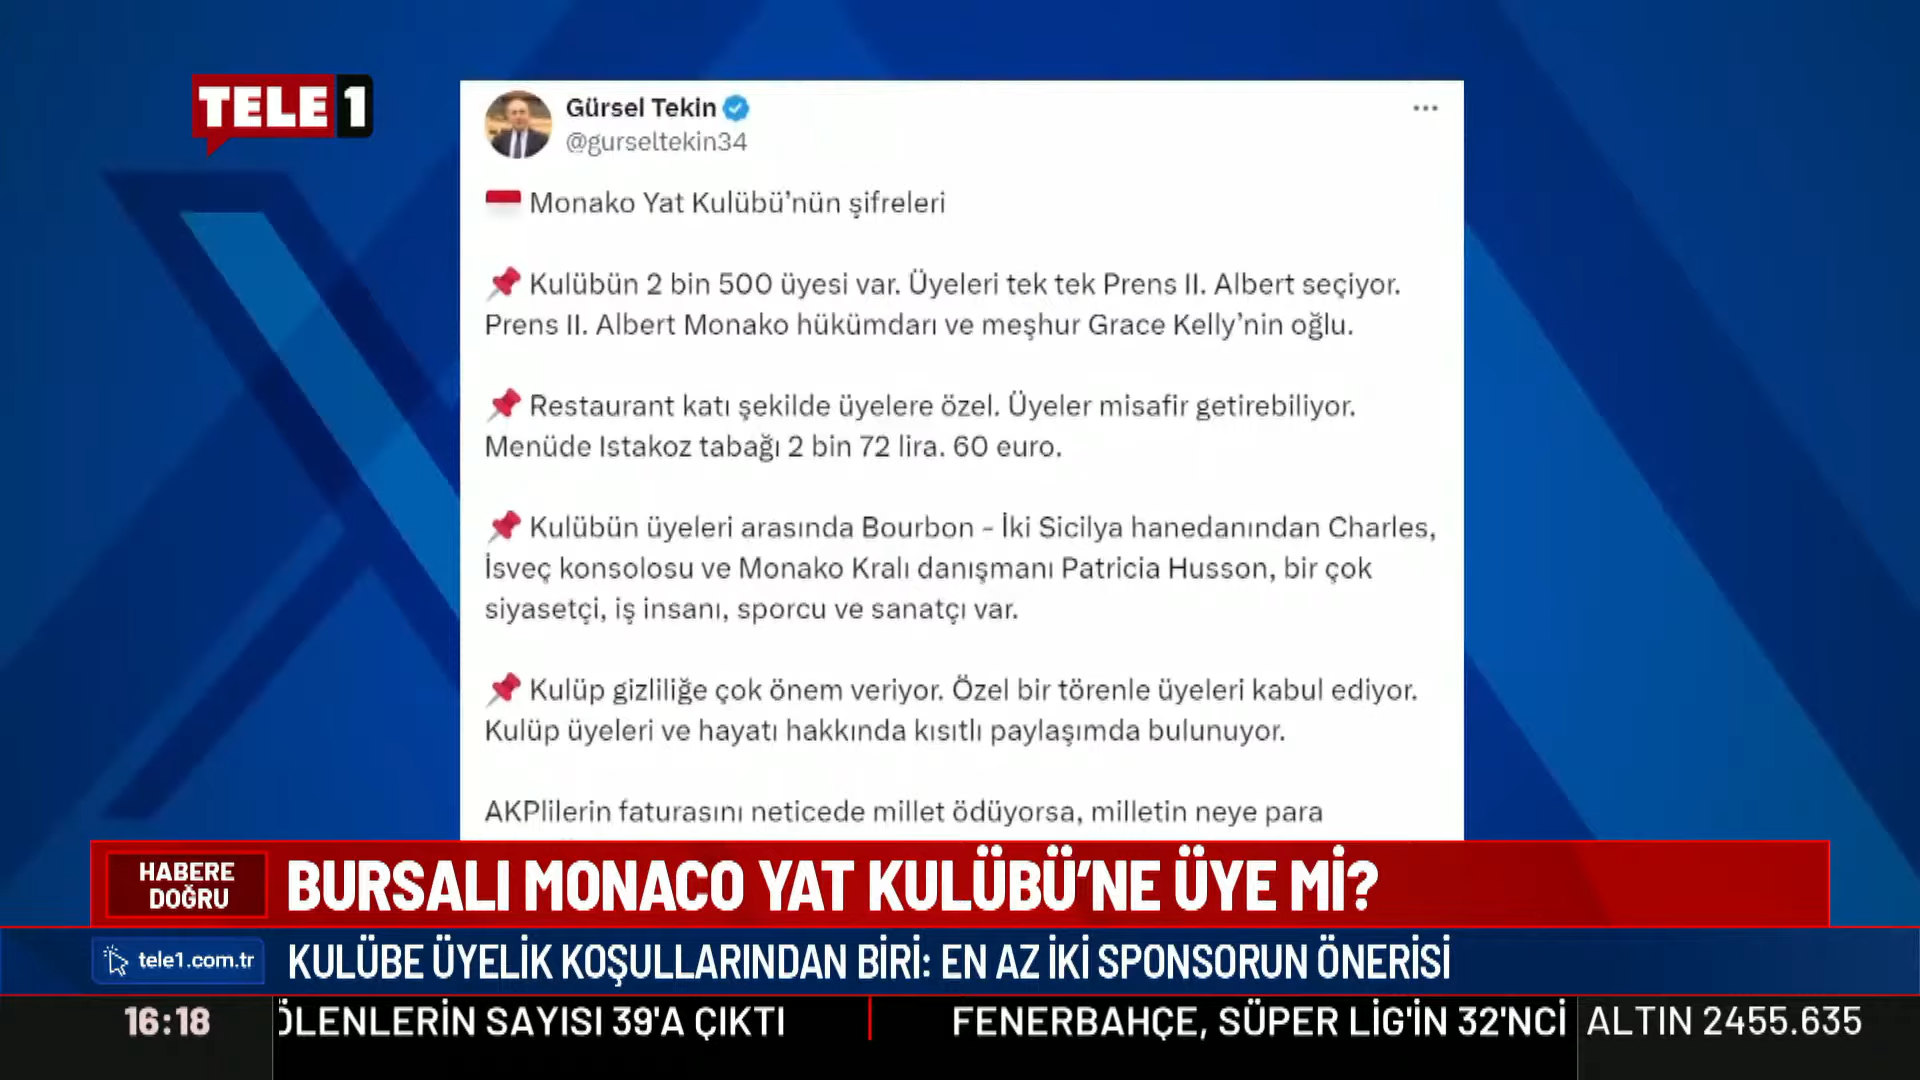 TELE1
Gürsel Tekin
@gurseltekin34
Monako Yat Kulübü’nün şifreleri
Kulübün 2 bin 500 üyesi var. Üyeleri tek tek Prens II. Albert seçiyor.
Prens II. Albert Monako hükümdarı ve meşhur Grace Kelly’nin oğlu.
Restaurant katı şekilde üyelere özel. Üyeler misafir getirebiliyor.
Menüde Istakoz tabağı 2 bin 72 lira. 60 euro.
Kulübün üyeleri arasında Bourbon - İki Sicilya hanedanından Charles,
İsveç konsolosu ve Monako Kralı danışmanı Patricia Husson, bir çok
siyasetçi, iş insanı, sporcu ve sanatçı var.
Kulüp gizliliğe çok önem veriyor. Özel bir törenle üyeleri kabul ediyor.
Kulüp üyeleri ve hayatı hakkında kısıtlı paylaşımda bulunuyor.
AKPlilerin faturasını neticede millet ödüyorsa, milletin neye para
HABERE
DOĞRU
BURSALI MONACO YAT KULÜBÜ’NE ÜYE Mİ?
tele1.com.tr
KULÜBE ÜYELİK KOŞULLARINDAN BİRİ: EN AZ İKİ SPONSORUN ÖNERİSİ
16:18
ÖLENLERİN SAYISI 39'A ÇIKTI
FENERBAHÇE, SÜPER LİG'İN 32'NCİ
ALTIN 2455.635